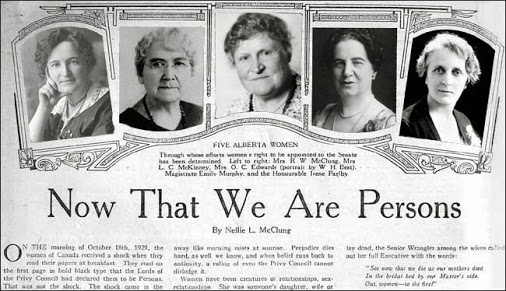 FIVE ALBERTA WOMEN
Through whose efforts women's right to be appointed to the Senate
has been determined. Left to right: Mrs. R. W. McClung, Mrs.
L. C. McKinney, Mrs. O. C. Edwards (portrait by W. H. Dest),
Magistrate Emily Murphy, and the Honourable Irene Parlby.
Now That We Are Persons
By Nellie L. McClung
ON THE morning of October 18th, 1929, the
women of Canada received a shock when they
read their papers at breakfast. They read on
the first page in bold black type that the Lords of
the Privy Council had declared them to be Persons.
That was not the shock. The shock came in the
away like morning mists at summer. Prejudice dies
hard, as well we know, and when belief runs back to
antiquity, a ruling of even the Privy Council cannot
dislodge it.
Women have been creatures of relationships, sex-
relationships. She was someone's daughter, wife or
lay dead, the Senior Wrangler among the wives called
out her full Executive with the words:
"See now that we die as our mothers died
In the bridal bed by our Master's side.
Out, women—to the fire!"